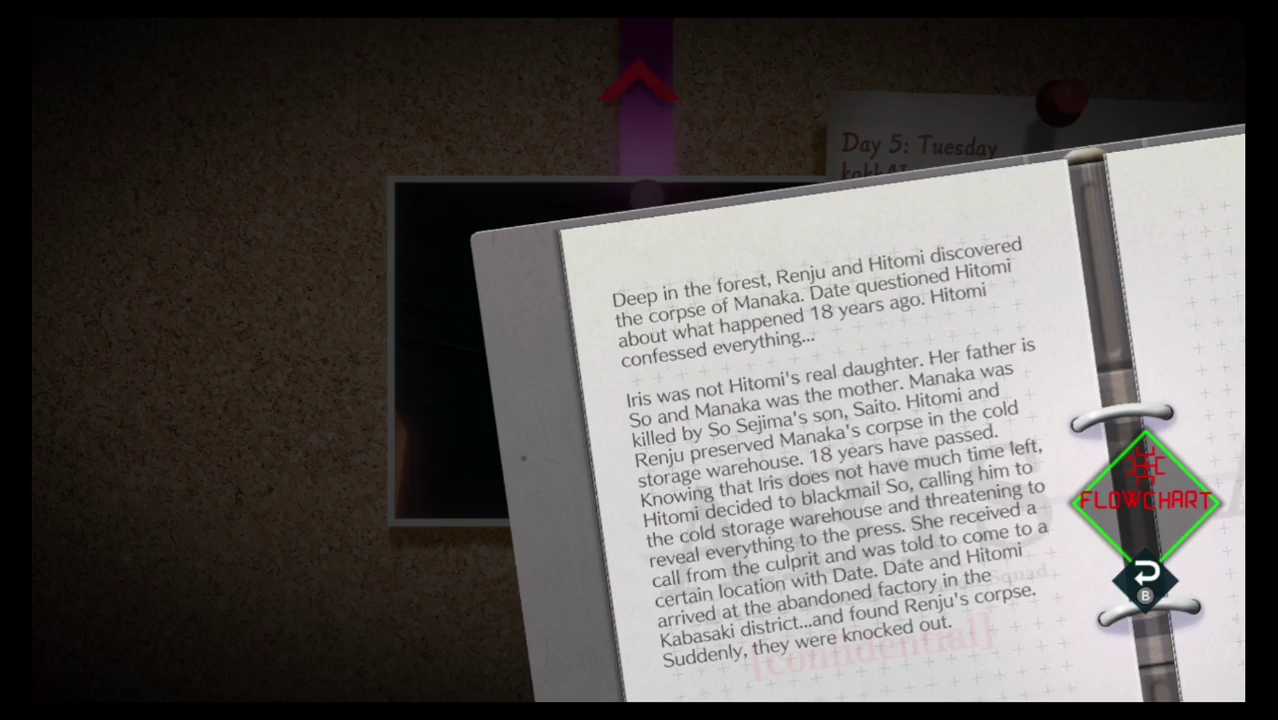 Day 5: Tuesday
Deep in the forest, Renju and Hitomi discovered
the corpse of Manaka. Date questioned Hitomi
about what happened 18 years ago. Hitomi
confessed everything...
Iris was not Hitomi's real daughter. Her father is
So and Manaka was the mother. Manaka was
killed by So Sejima's son, Saito. Hitomi and
Renju preserved Manaka's corpse in the cold
storage warehouse. 18 years have passed.
Knowing that Iris does not have much time left,
Hitomi decided to blackmail So, calling him to
the cold storage warehouse and threatening to
reveal everything to the press. She received a
call from the culprit and was told to come to a
certain location with Date. Date and Hitomi
arrived at the abandoned factory in the
Kabasaki district...and found Renju's corpse.
Suddenly, they were knocked out.
Squad
[confidential]
FLOWCHART
B